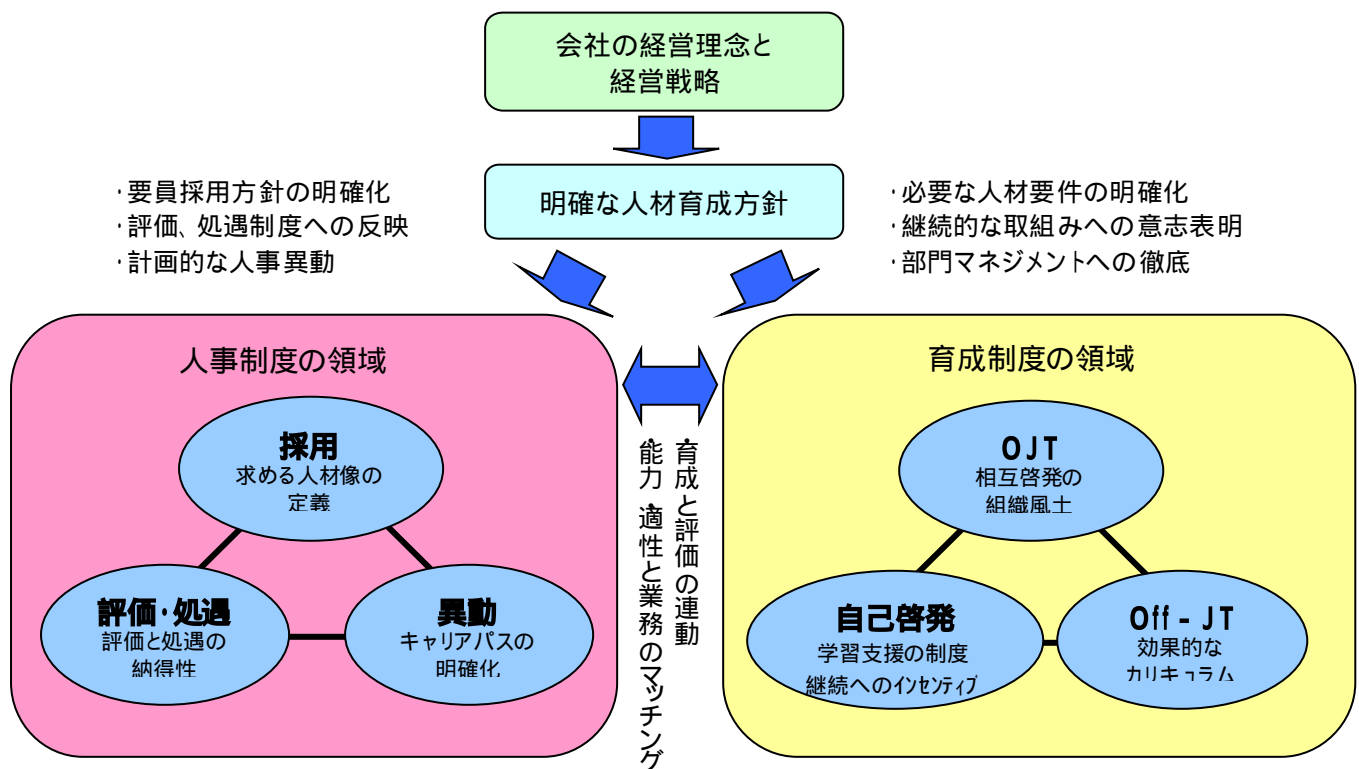 会社の経営理念と
経営戦略
明確な人材育成方針
・要員採用方針の明確化
・評価、処遇制度への反映
・計画的な人事異動
・必要な人材要件の明確化
・継続的な取組みへの意志表明
・部門マネジメントへの徹底
人事制度の領域
採用
求める人材像の
定義
評価・処遇
評価と処遇の
納得性
異動
キャリアパスの
明確化
・育成と評価の連動
・能力、適性と業務のマッチング
育成制度の領域
OJT
相互啓発の
組織風土
自己啓発
学習支援の制度
継続へのインセンティブ
Off-JT
効果的な
カリキュラム